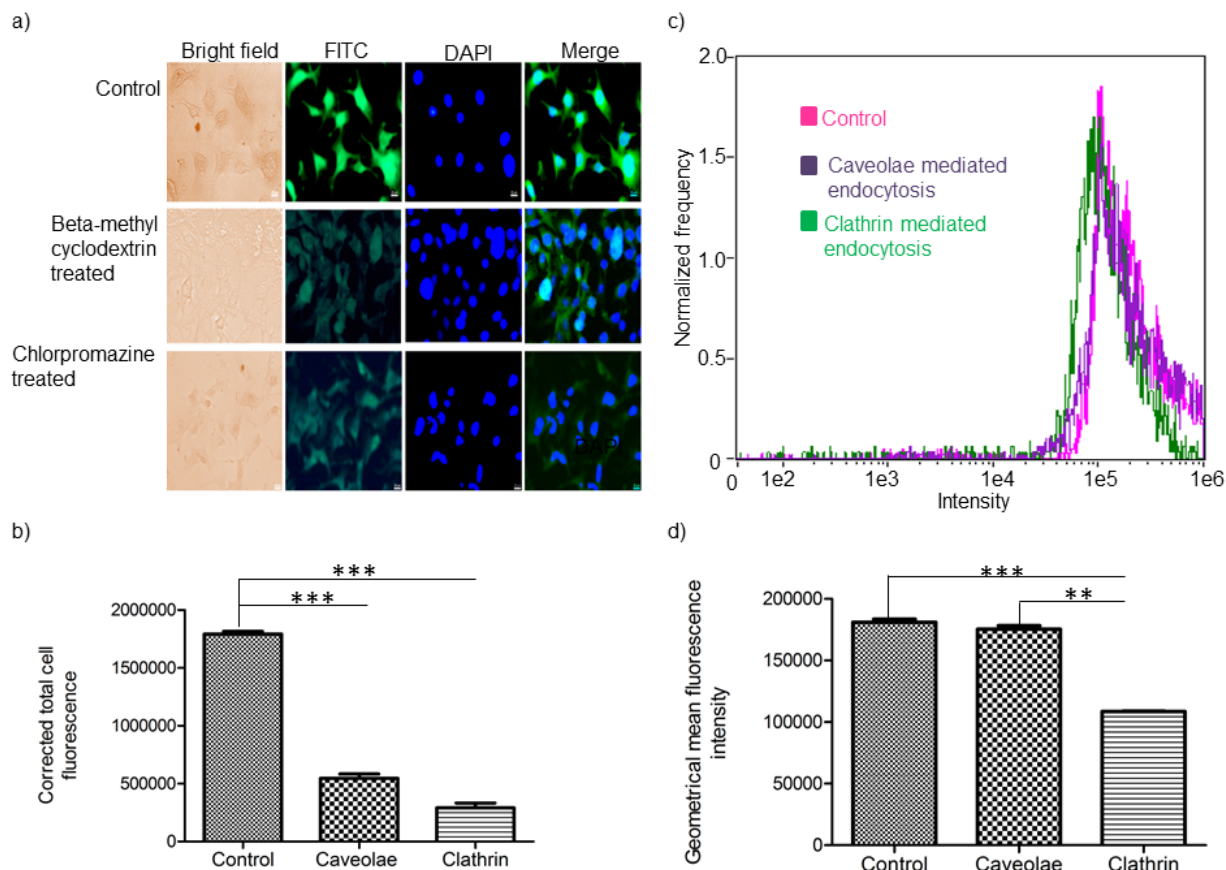 a)
Bright field FITC DAPI Merge
Control
Beta-methyl
cyclodextrin
treated
Chlorpromazine
treated
DAPI
c)
2.0
1.5
1.0
0.5
0
Normalized frequency
Control
Caveolae mediated
endocytosis
Clathrin mediated
endocytosis
0 1e2 1e3 1e4 1e5 1e6
Intensity
b)
***
***
2000000
1500000
1000000
500000
0
Corrected total cell
fluorescence
Control Caveolae Clathrin
d)
***
**
200000
150000
100000
50000
0
Geometrical mean fluorescence
intensity
Control Caveolae Clathrin